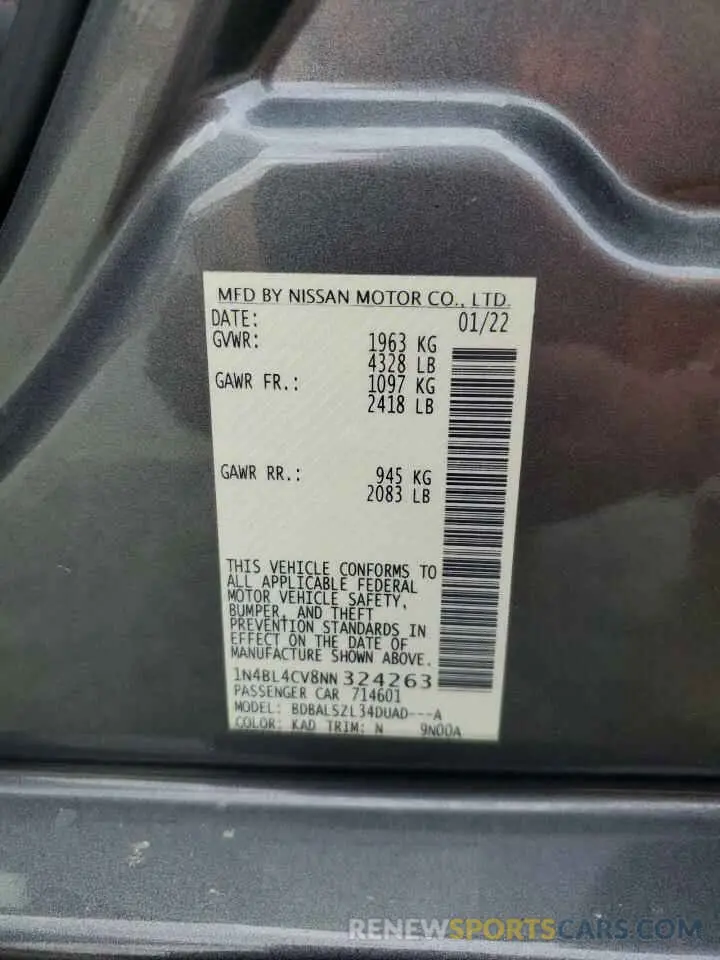 MFD BY NISSAN MOTOR CO., LTD.
DATE: 01/22
GVWR: 1963 KG
4328 LB
GAWR FR.: 1097 KG
2418 LB
GAWR RR.: 945 KG
2083 LB
THIS VEHICLE CONFORMS TO
ALL APPLICABLE FEDERAL
MOTOR VEHICLE SAFETY,
BUMPER, AND THEFT
PREVENTION STANDARDS IN
EFFECT ON THE DATE OF
MANUFACTURE SHOWN ABOVE.
1N4BL4CV8NN324263
PASSENGER CAR 714601
MODEL: BDBALSZL34DUAD---A
COLOR: KAD TRIM: N 9N00A
RENEWSPORTSCARS.COM